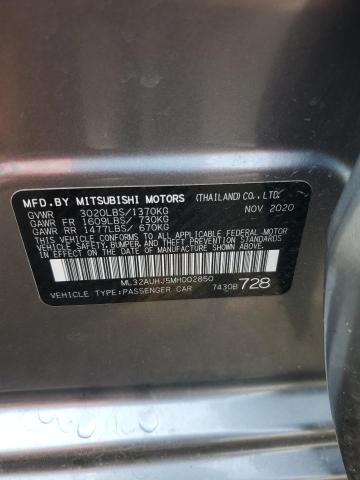 MFD.BY MITSUBISHI MOTORS (THAILAND) CO., LTD.
GVWR 3020LBS/1370KG NOV 2020
GAWR FR 1609LBS/ 730KG
GAWR RR 1477LBS/ 670KG
THIS VEHICLE CONFORMS TO ALL APPLICABLE FEDERAL MOTOR
VEHICLE SAFETY, BUMPER, AND THEFT PREVENTION STANDARDS
IN EFFECT ON THE DATE OF MANUFACTURE SHOWN ABOVE.
ML32AUHJ5MH002850
VEHICLE TYPE:PASSENGER CAR 7430B 728